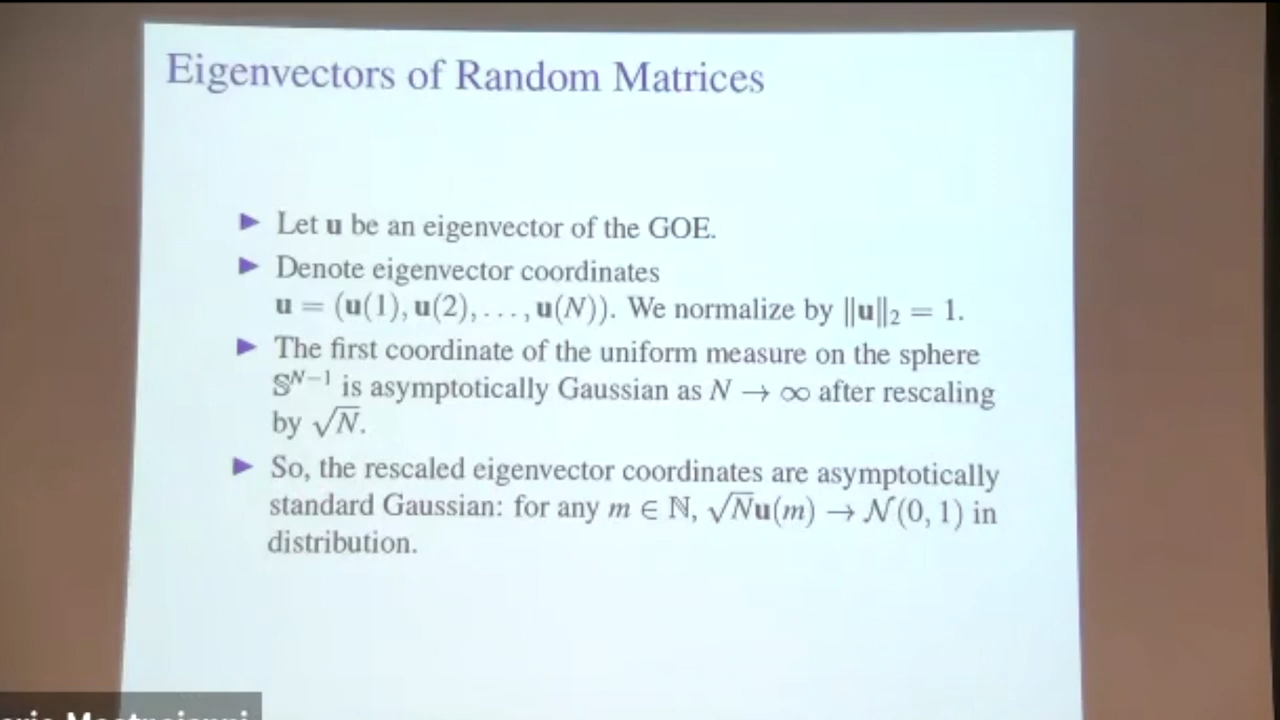 Eigenvectors of Random Matrices
▶ Let u be an eigenvector of the GOE.
▶ Denote eigenvector coordinates
u = (u(1), u(2), . . . , u(N)). We normalize by ‖u‖₂ = 1.
▶ The first coordinate of the uniform measure on the sphere
𝕊ᴺ⁻¹ is asymptotically Gaussian as N → ∞ after rescaling
by √N.
▶ So, the rescaled eigenvector coordinates are asymptotically
standard Gaussian: for any m ∈ ℕ, √Nu(m) → 𝒩(0, 1) in
distribution.